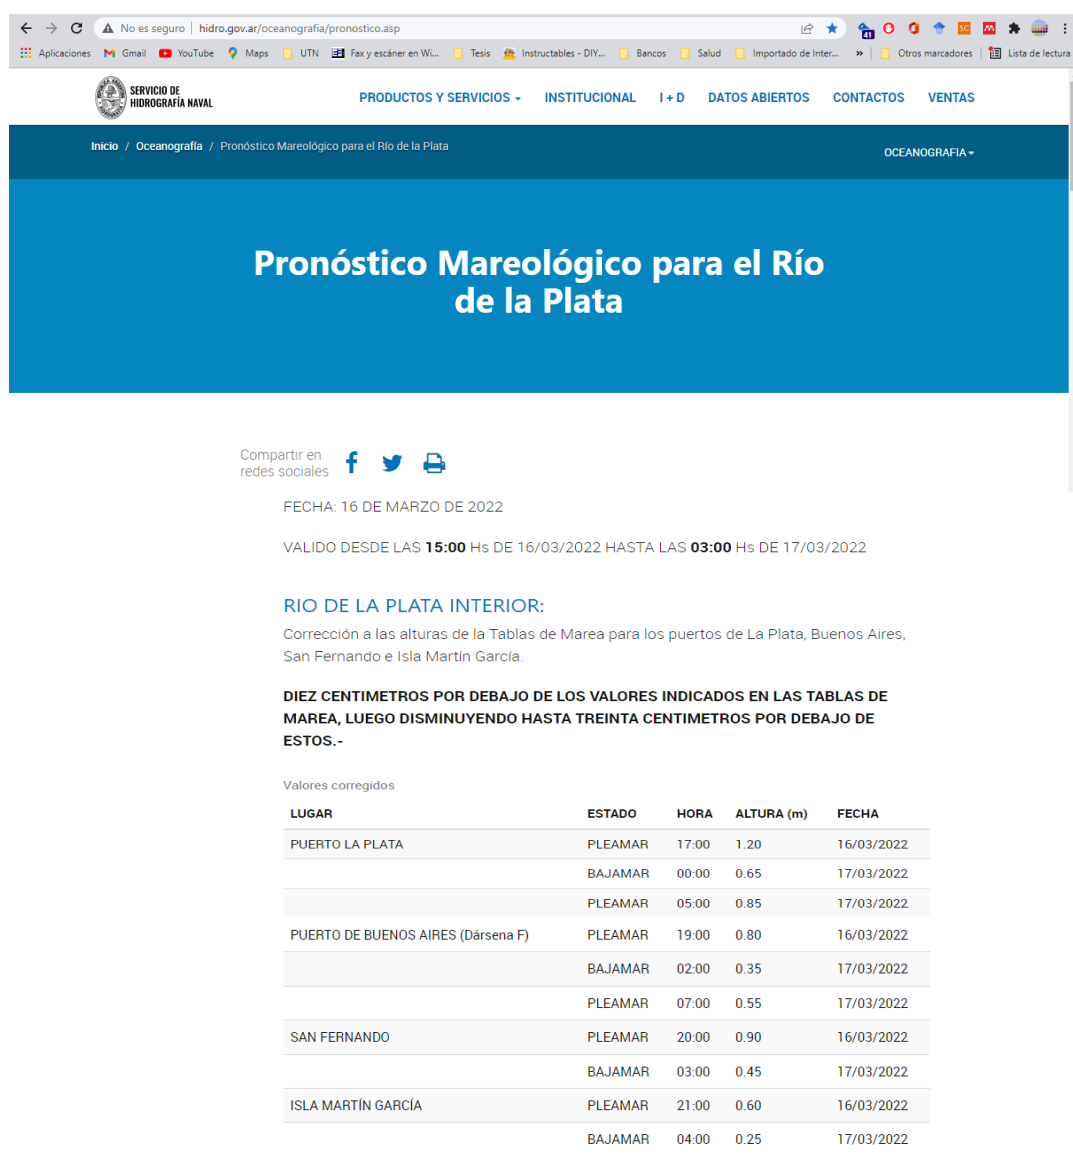 No es seguro | hidro.gov.ar/oceanografia/pronostico.asp
41
SC
Aplicaciones Gmail YouTube Maps UTN Fax y escáner en Wi... Tesis Instructables - DIY... Bancos Salud Importado de Inter... » Otros marcadores Lista de lectura
SERVICIO DE
HIDROGRAFÍA NAVAL
PRODUCTOS Y SERVICIOS INSTITUCIONAL I + D DATOS ABIERTOS CONTACTOS VENTAS
Inicio / Oceanografía / Pronóstico Mareológico para el Río de la Plata
OCEANOGRAFIA
Pronóstico Mareológico para el Río
de la Plata
Compartir en
redes sociales
FECHA: 16 DE MARZO DE 2022
VALIDO DESDE LAS 15:00 Hs DE 16/03/2022 HASTA LAS 03:00 Hs DE 17/03/2022
RIO DE LA PLATA INTERIOR:
Corrección a las alturas de la Tablas de Marea para los puertos de La Plata, Buenos Aires,
San Fernando e Isla Martín García.
DIEZ CENTIMETROS POR DEBAJO DE LOS VALORES INDICADOS EN LAS TABLAS DE
MAREA, LUEGO DISMINUYENDO HASTA TREINTA CENTIMETROS POR DEBAJO DE
ESTOS.-
Valores corregidos
LUGAR ESTADO HORA ALTURA (m) FECHA
PUERTO LA PLATA PLEAMAR 17:00 1.20 16/03/2022
BAJAMAR 00:00 0.65 17/03/2022
PLEAMAR 05:00 0.85 17/03/2022
PUERTO DE BUENOS AIRES (Dársena F) PLEAMAR 19:00 0.80 16/03/2022
BAJAMAR 02:00 0.35 17/03/2022
PLEAMAR 07:00 0.55 17/03/2022
SAN FERNANDO PLEAMAR 20:00 0.90 16/03/2022
BAJAMAR 03:00 0.45 17/03/2022
ISLA MARTÍN GARCÍA PLEAMAR 21:00 0.60 16/03/2022
BAJAMAR 04:00 0.25 17/03/2022